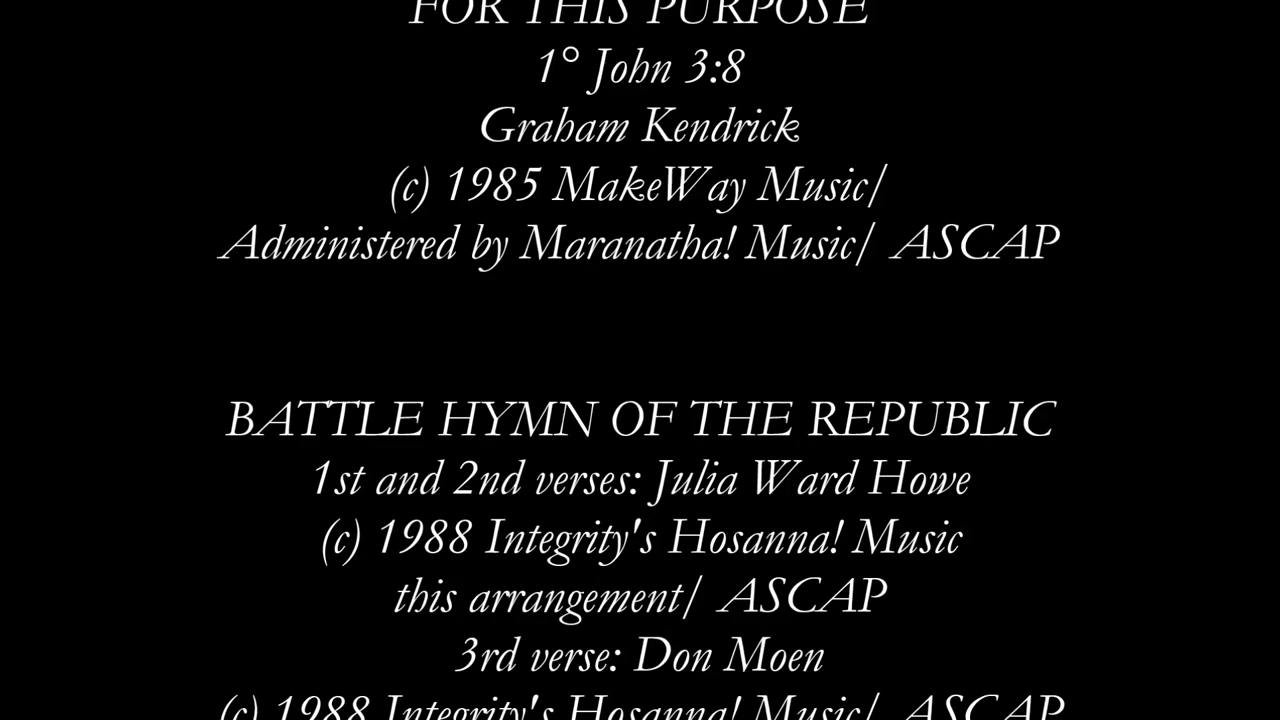 FOR THIS PURPOSE
1° John 3:8
Graham Kendrick
(c) 1985 MakeWay Music/
Administered by Maranatha! Music/ ASCAP
BATTLE HYMN OF THE REPUBLIC
1st and 2nd verses: Julia Ward Howe
(c) 1988 Integrity's Hosanna! Music
this arrangement/ ASCAP
3rd verse: Don Moen
(c) 1988 Integrity's Hosanna! Music/ ASCAP